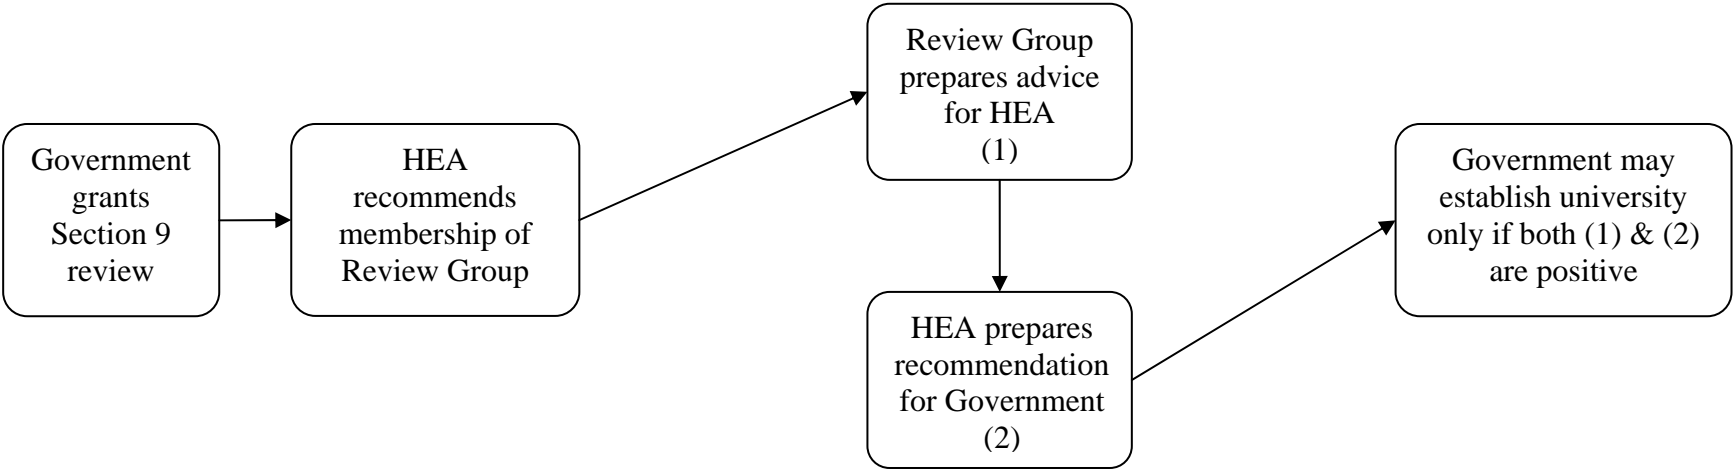 Government
grants
Section 9
review
HEA
recommends
membership of
Review Group
Review Group
prepares advice
for HEA
(1)
HEA prepares
recommendation
for Government
(2)
Government may
establish university
only if both (1) & (2)
are positive